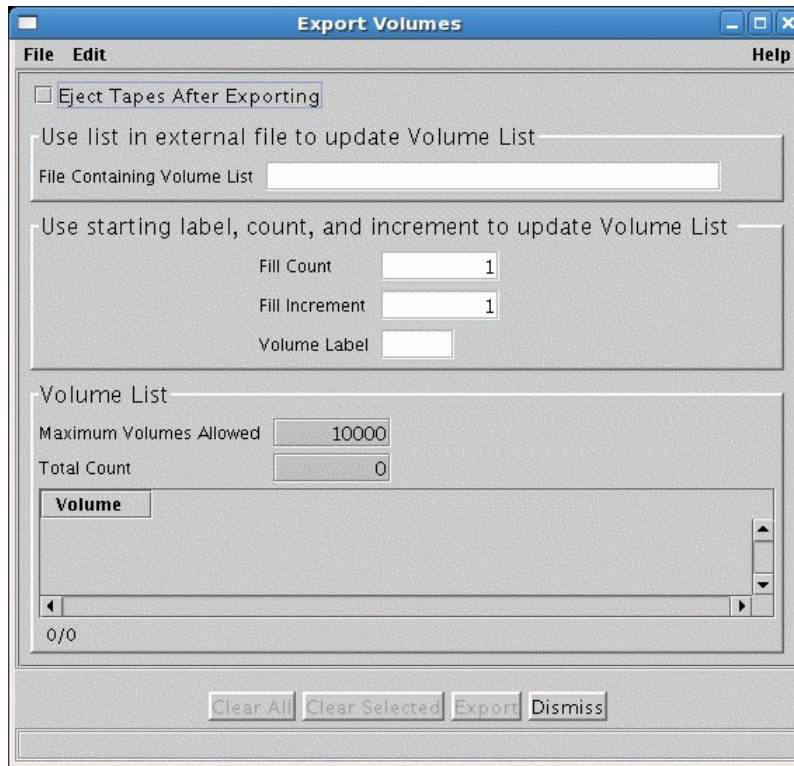 Export Volumes
File Edit Help
Eject Tapes After Exporting
Use list in external file to update Volume List
File Containing Volume List
Use starting label, count, and increment to update Volume List
Fill Count 1
Fill Increment 1
Volume Label
Volume List
Maximum Volumes Allowed 10000
Total Count 0
Volume
0/0
Clear All Clear Selected Export Dismiss